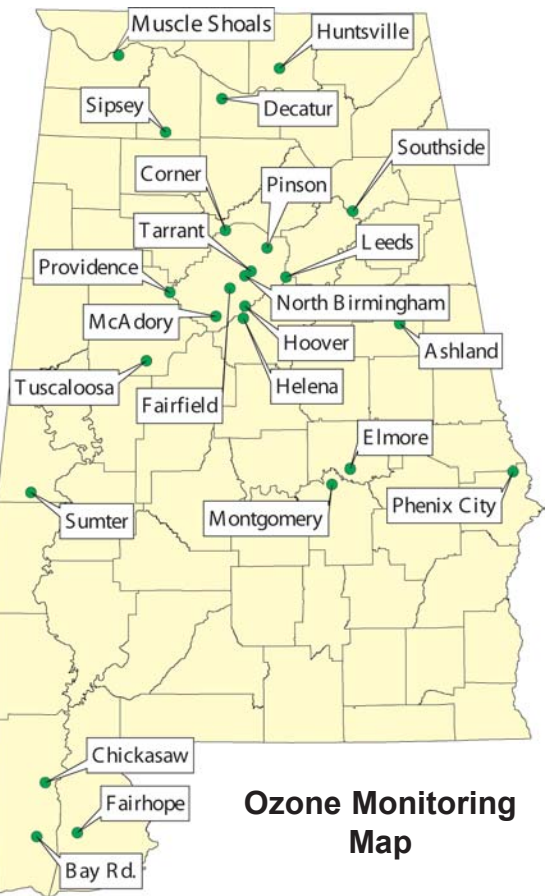 Muscle Shoals
Huntsville
Sipsey
Decatur
Southside
Corner
Pinson
Tarrant
Leeds
Providence
North Birmingham
McAdory
Hoover
Ashland
Tuscaloosa
Helena
Fairfield
Elmore
Phenix City
Montgomery
Sumter
Chickasaw
Fairhope
Bay Rd.
Ozone Monitoring
Map